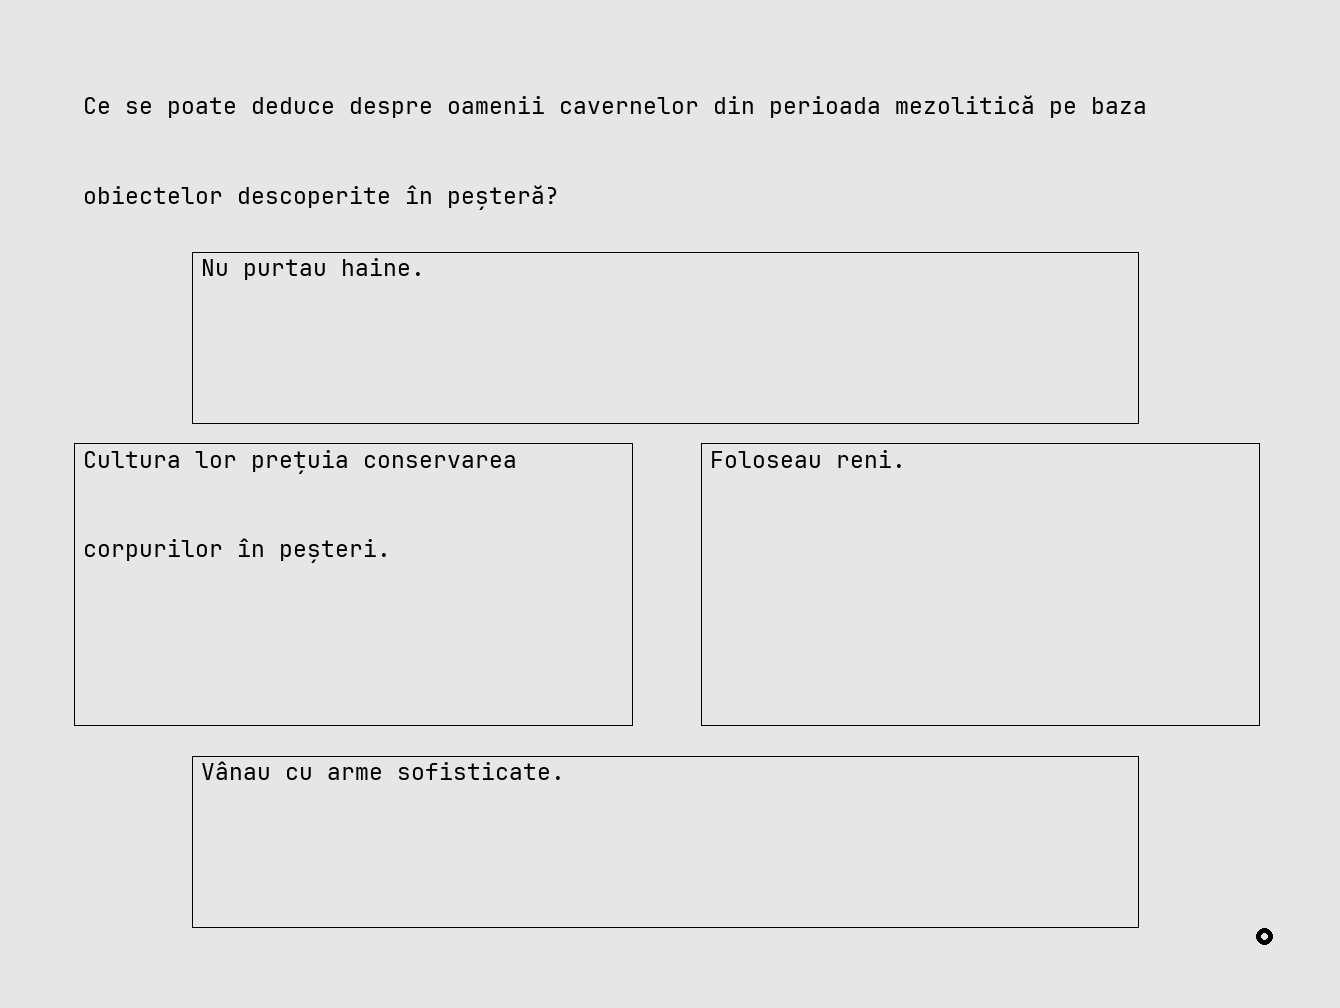 Ce se poate deduce despre oamenii cavernelor din perioada mezolitică pe baza
obiectelor descoperite în peșteră?
Nu purtau haine.
Cultura lor prețuia conservarea
corpurilor în peșteri.
Foloseau reni.
Vânau cu arme sofisticate.